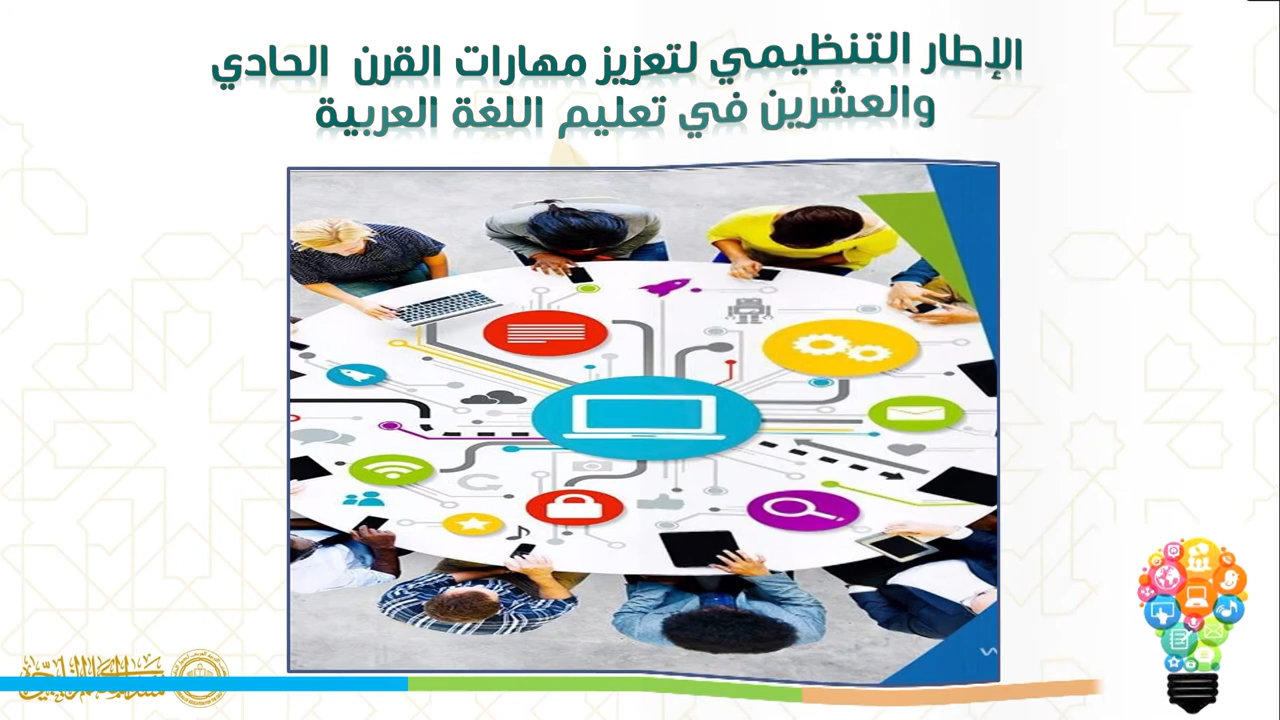 الإطار التنظيمي لتعزيز مهارات القرن الحادي
والعشرين في تعليم اللغة العربية